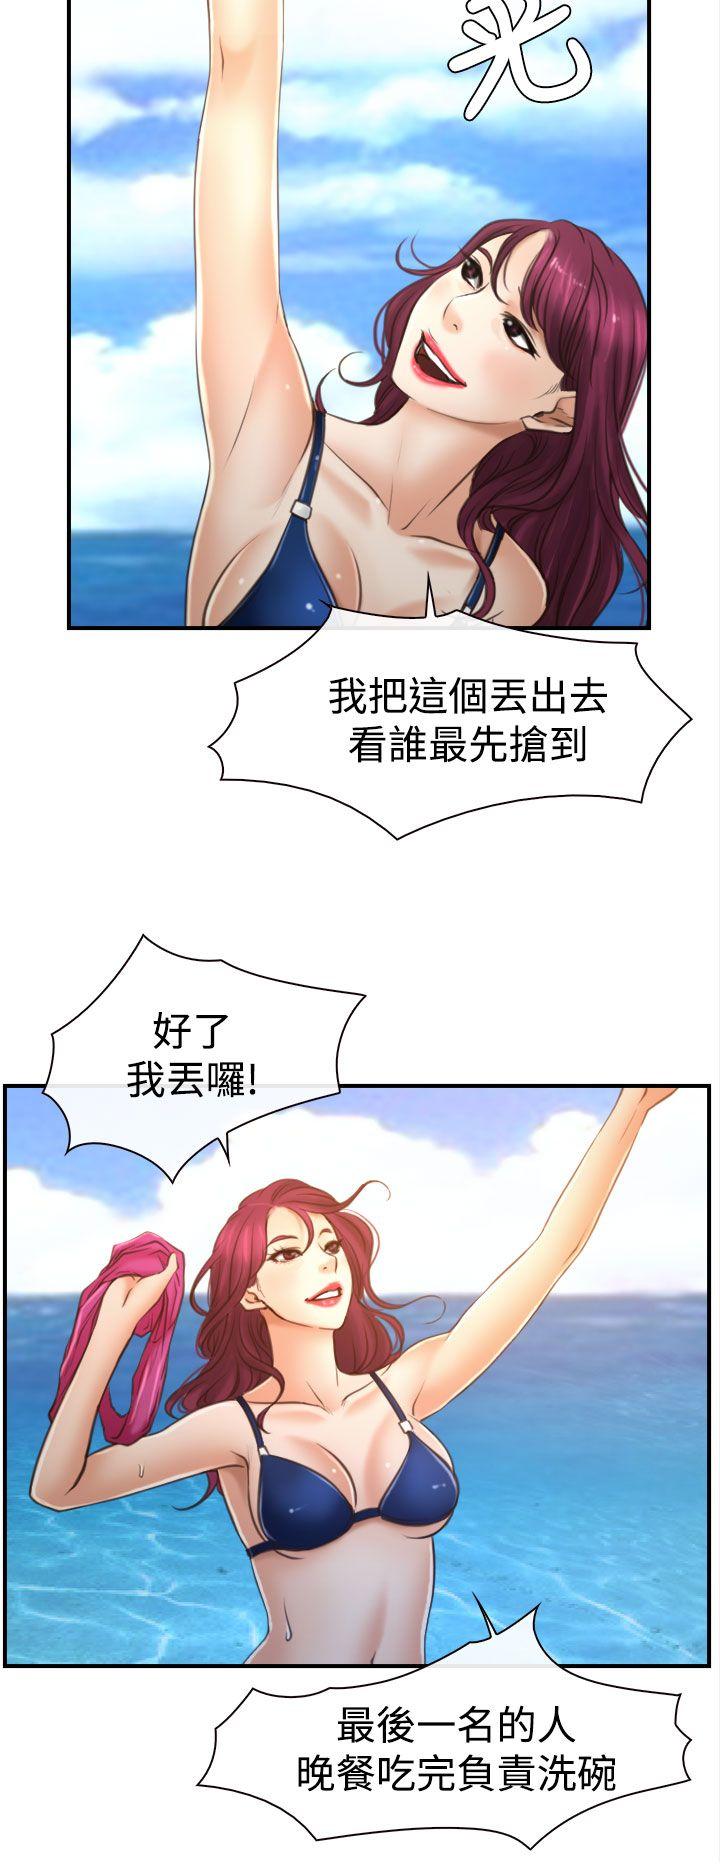 我把這個丟出去
看誰最先搶到
好了
我丟囉!
最後一名的人
晚餐吃完負責洗碗